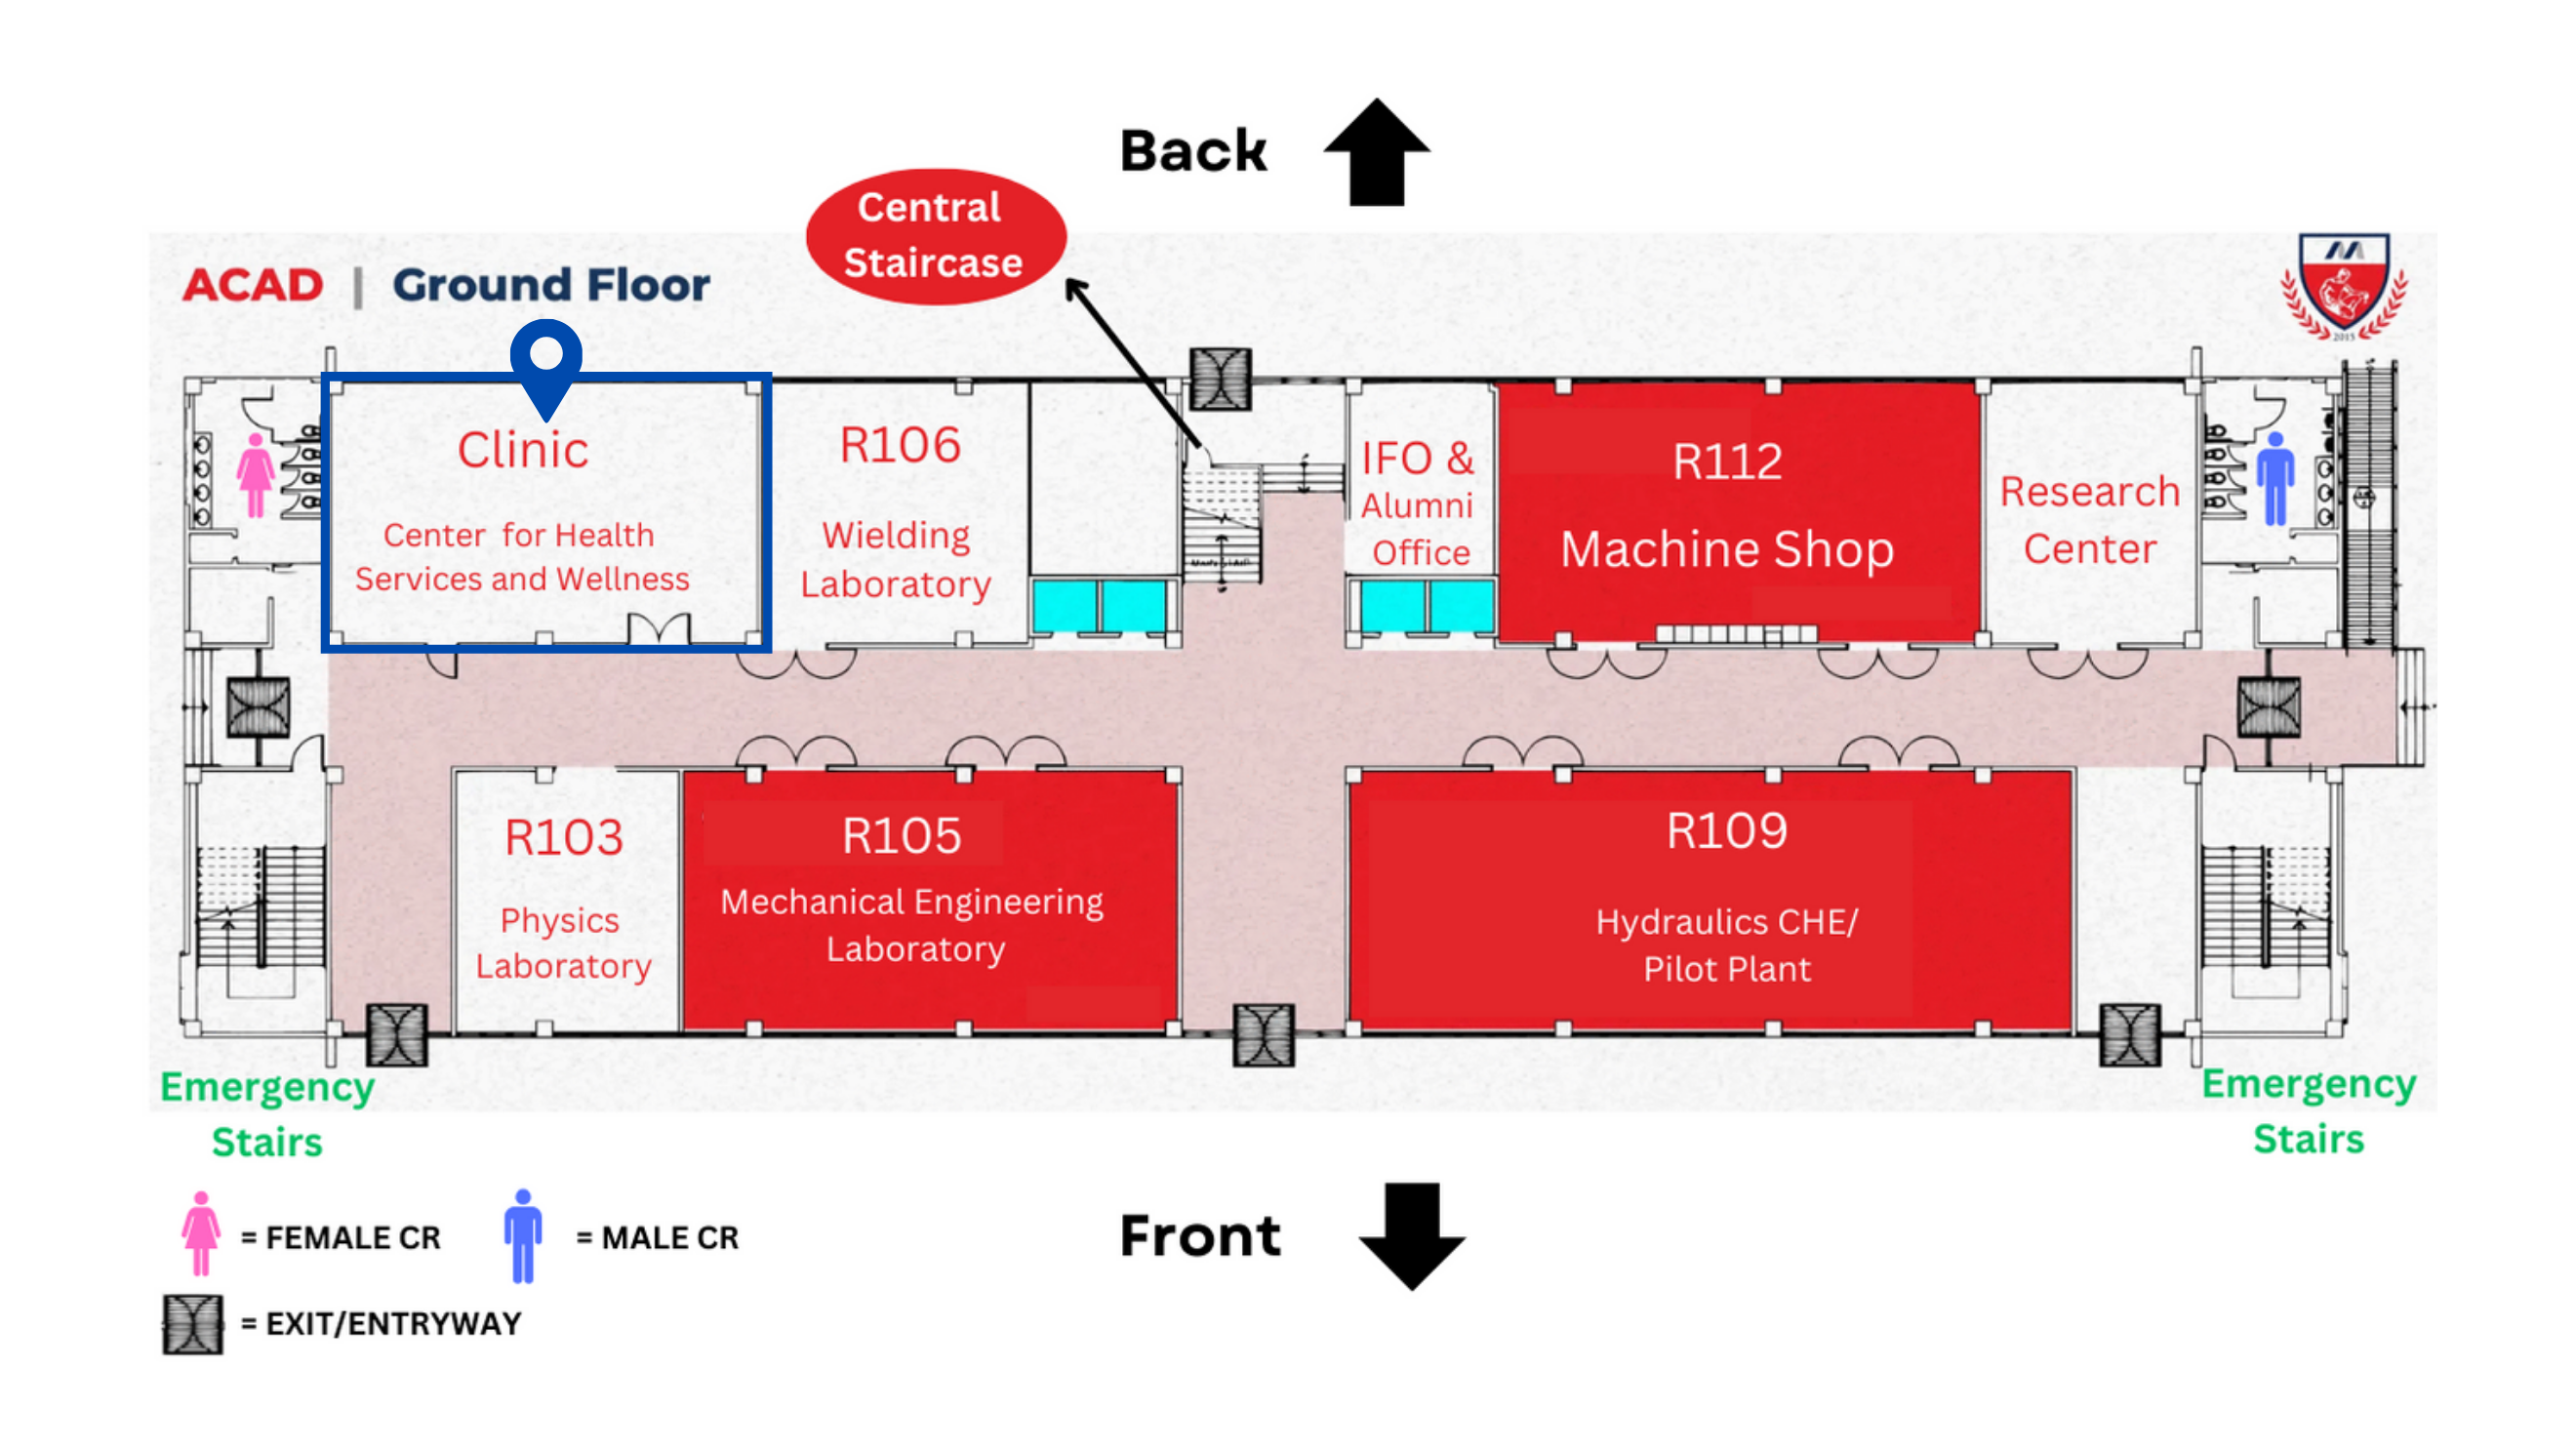 Back
Central
Staircase
ACAD | Ground Floor
2015
Clinic
Center for Health
Services and Wellness
R106
Wielding
Laboratory
IFO &
Alumni
Office
R112
Machine Shop
Research
Center
R103
Physics
Laboratory
R105
Mechanical Engineering
Laboratory
R109
Hydraulics CHE/
Pilot Plant
Emergency
Stairs
Emergency
Stairs
= FEMALE CR
= MALE CR
Front
= EXIT/ENTRYWAY